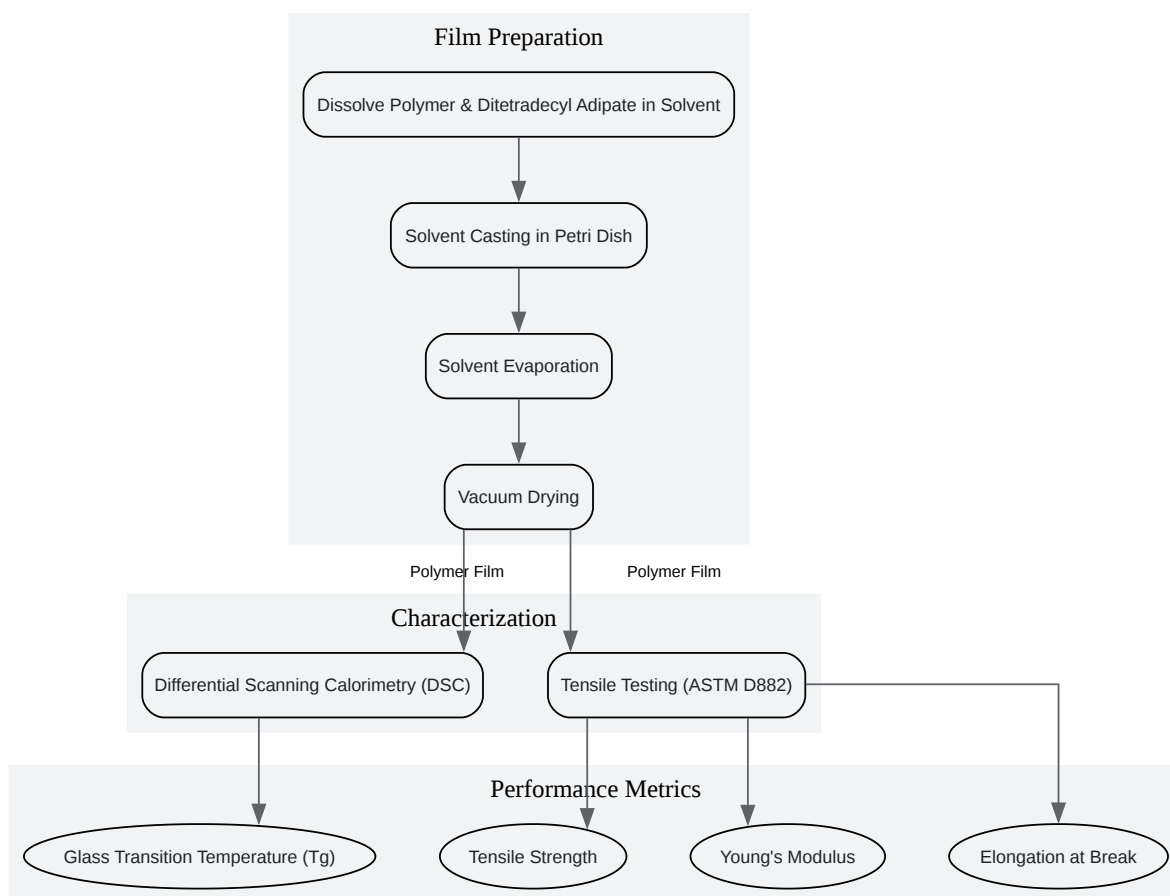 Film Preparation
Dissolve Polymer & Ditetradecyl Adipate in Solvent
Solvent Casting in Petri Dish
Solvent Evaporation
Vacuum Drying
Polymer Film
Polymer Film
Characterization
Differential Scanning Calorimetry (DSC)
Tensile Testing (ASTM D882)
Performance Metrics
Glass Transition Temperature (Tg)
Tensile Strength
Young's Modulus
Elongation at Break